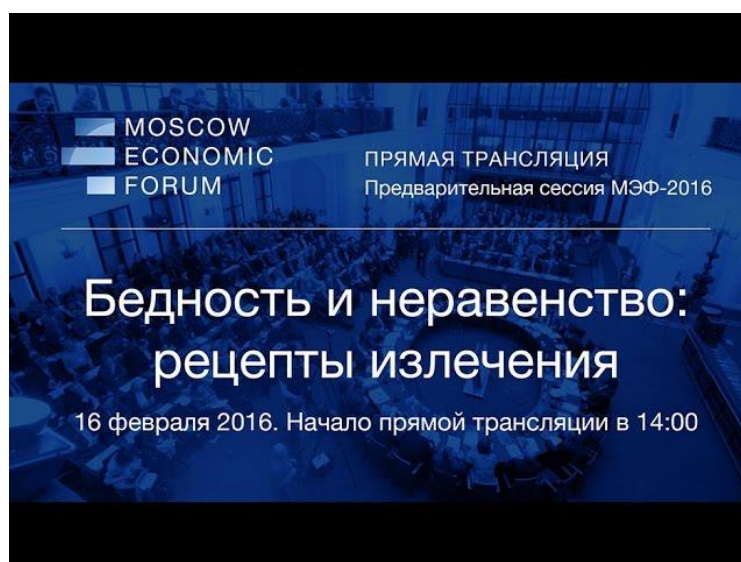 MOSCOW
ECONOMIC
FORUM
ПРЯМАЯ ТРАНСЛЯЦИЯ
Предварительная сессия МЭФ-2016
Бедность и неравенство:
рецепты излечения
16 февраля 2016. Начало прямой трансляции в 14:00